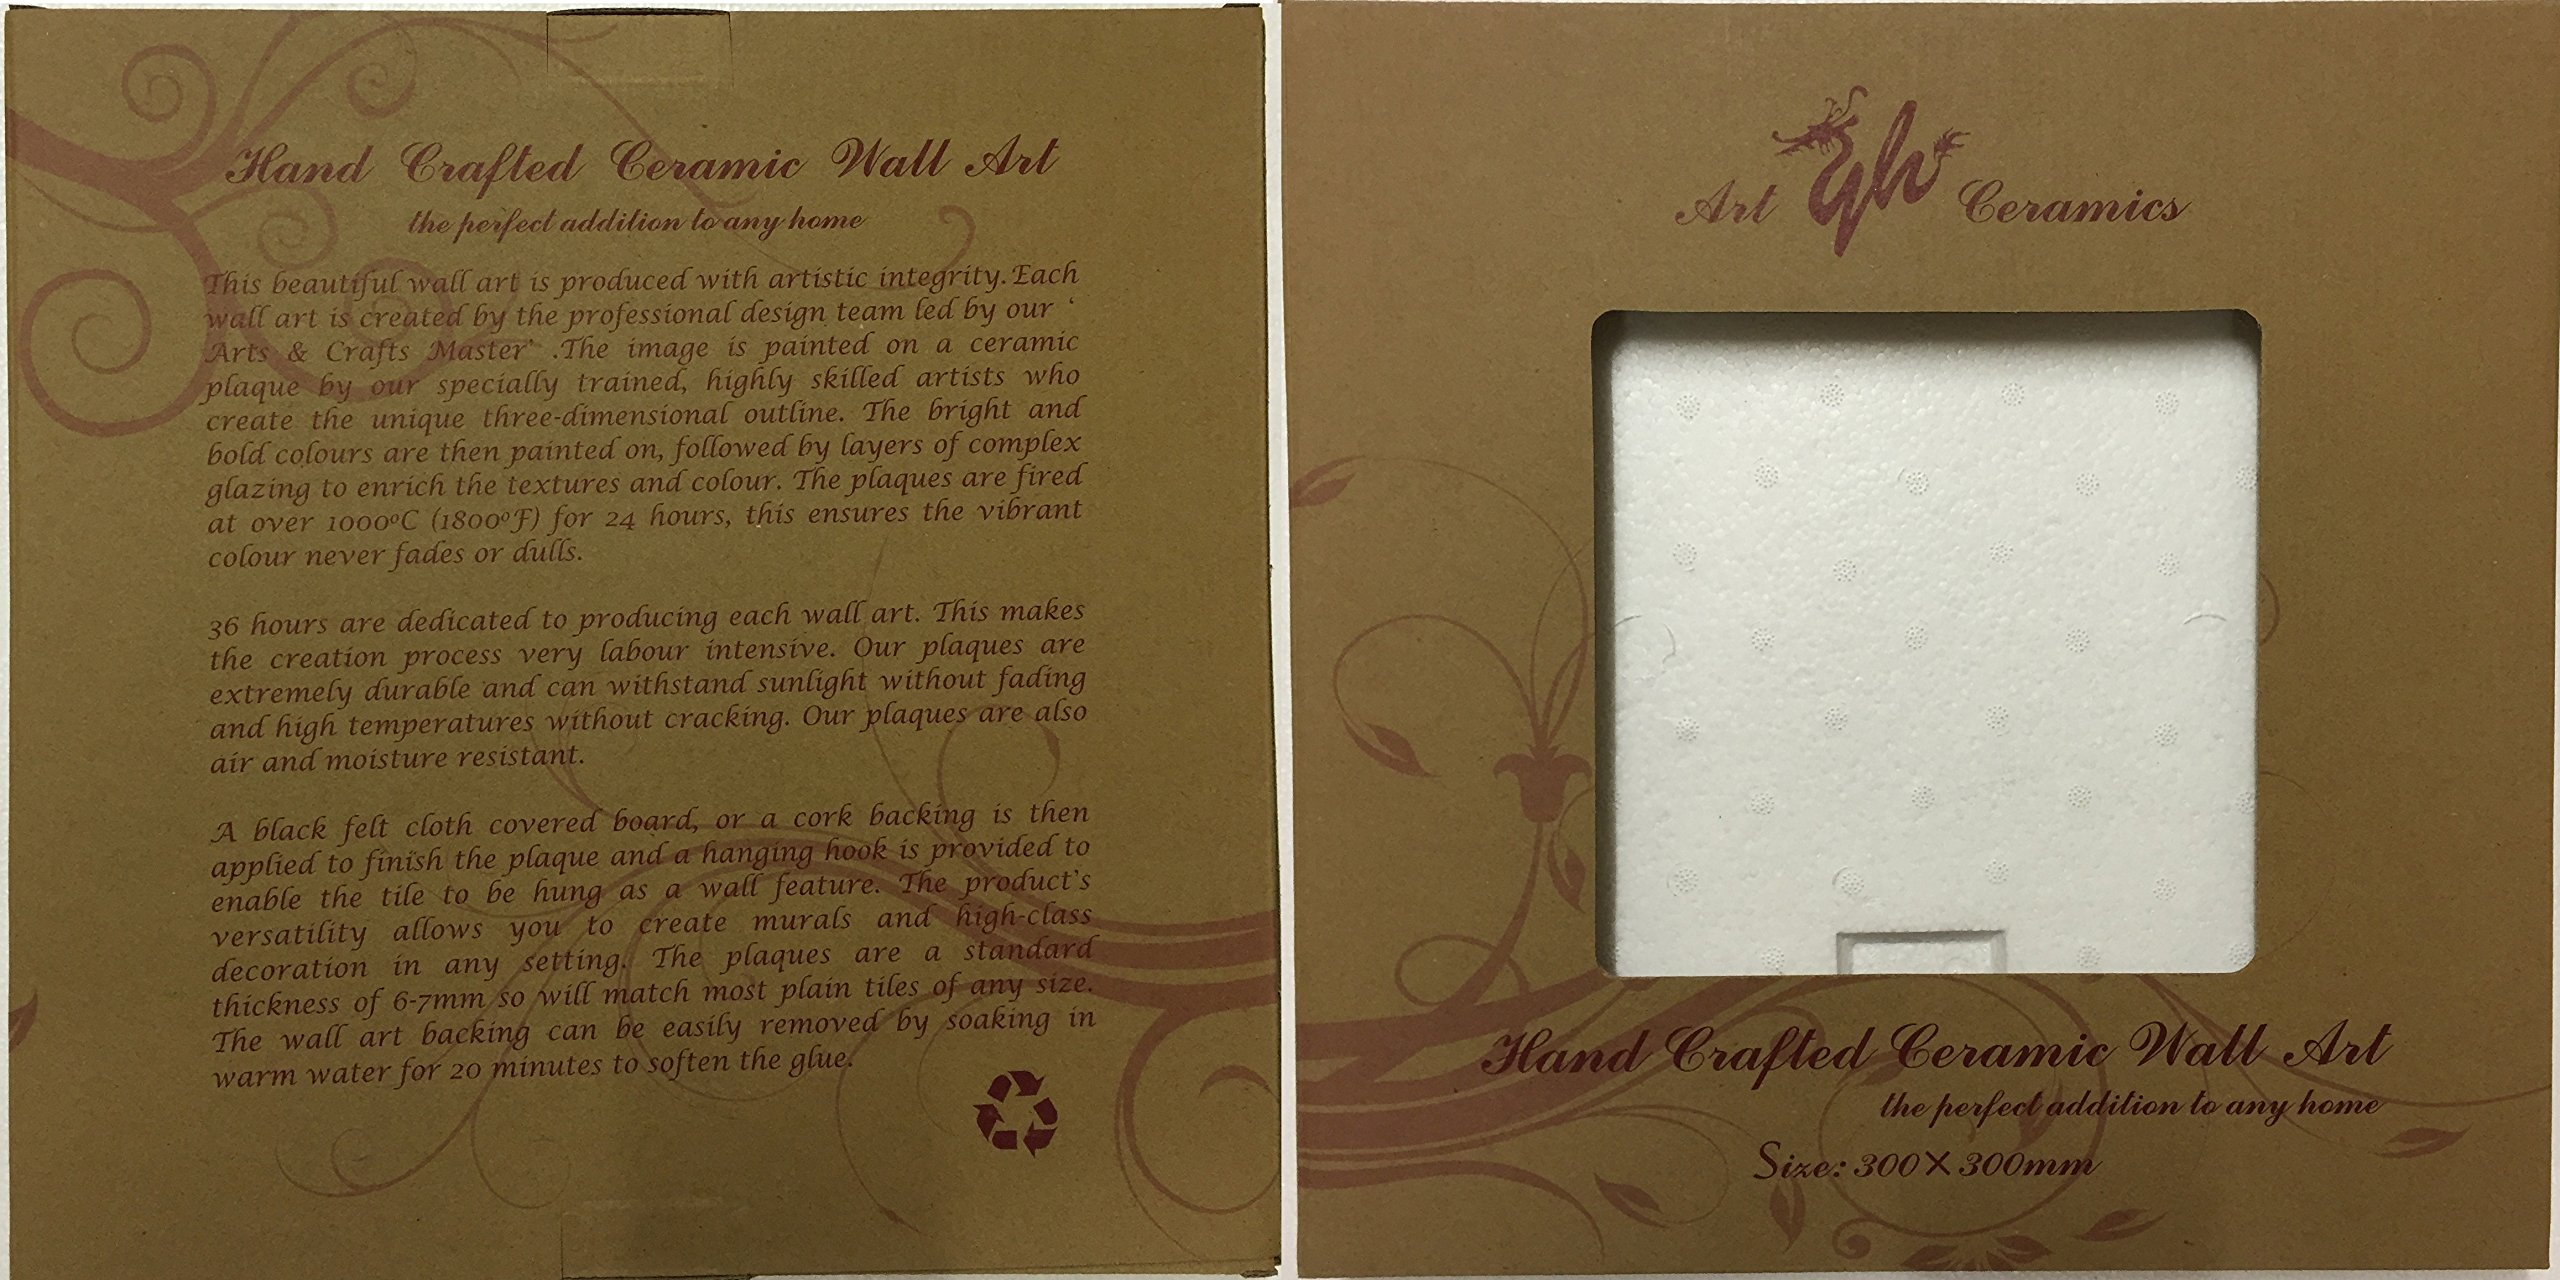 Hand Crafted Ceramic Wall Art
the perfect addition to any home
This beautiful wall art is produced with artistic integrity.Each
wall art is created by the professional design team led by our ‘
Arts & Crafts Master’ .The image is painted on a ceramic
plaque by our specially trained, highly skilled artists who
create the unique three-dimensional outline. The bright and
bold colours are then painted on, followed by layers of complex
glazing to enrich the textures and colour. The plaques are fired
at over 1000ºC (1800ºF) for 24 hours, this ensures the vibrant
colour never fades or dulls.
36 hours are dedicated to producing each wall art. This makes
the creation process very labour intensive. Our plaques are
extremely durable and can withstand sunlight without fading
and high temperatures without cracking. Our plaques are also
air and moisture resistant.
A black felt cloth covered board, or a cork backing is then
applied to finish the plaque and a hanging hook is provided to
enable the tile to be hung as a wall feature. The product's
versatility allows you to create murals and high-class
decoration in any setting. The plaques are a standard
thickness of 6-7mm so will match most plain tiles of any size.
The wall art backing can be easily removed by soaking in
warm water for 20 minutes to soften the glue.
Art Ceramics
Hand Crafted Ceramic Wall Art
the perfect addition to any home
Size: 300×300mm